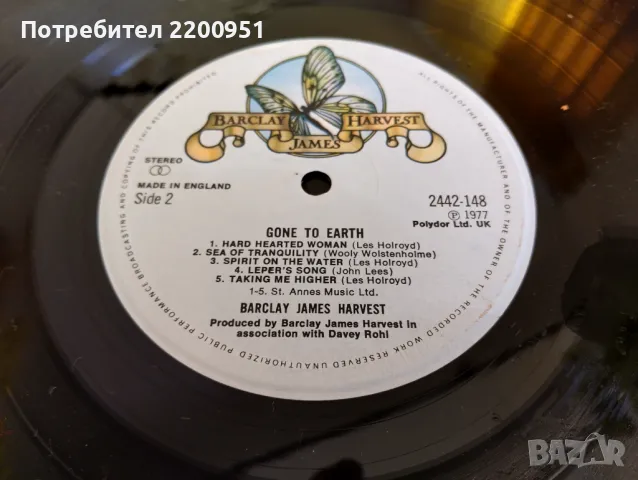 Потребител 2200951
BARCLAY JAMES HARVEST
ALL RIGHTS OF THE MANUFACTURER AND OF THE OWNER OF THE RECORDED WORK RESERVED UNAUTHORIZED PUBLIC PERFORMANCE BROADCASTING AND COPYING OF THIS RECORD PROHIBITED
STEREO
MADE IN ENGLAND
Side 2
2442-148
℗ 1977
Polydor Ltd. UK
GONE TO EARTH
1. HARD HEARTED WOMAN (Les Holroyd)
2. SEA OF TRANQUILITY (Wooly Wolstenholme)
3. SPIRIT ON THE WATER (Les Holroyd)
4. LEPER'S SONG (John Lees)
5. TAKING ME HIGHER (Les Holroyd)
1-5. St. Annes Music Ltd.
BARCLAY JAMES HARVEST
Produced by Barclay James Harvest in
association with Davey Rohl
BAZAR